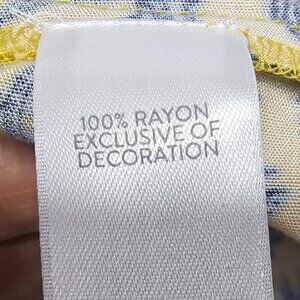 100% RAYON
EXCLUSIVE OF
DECORATION